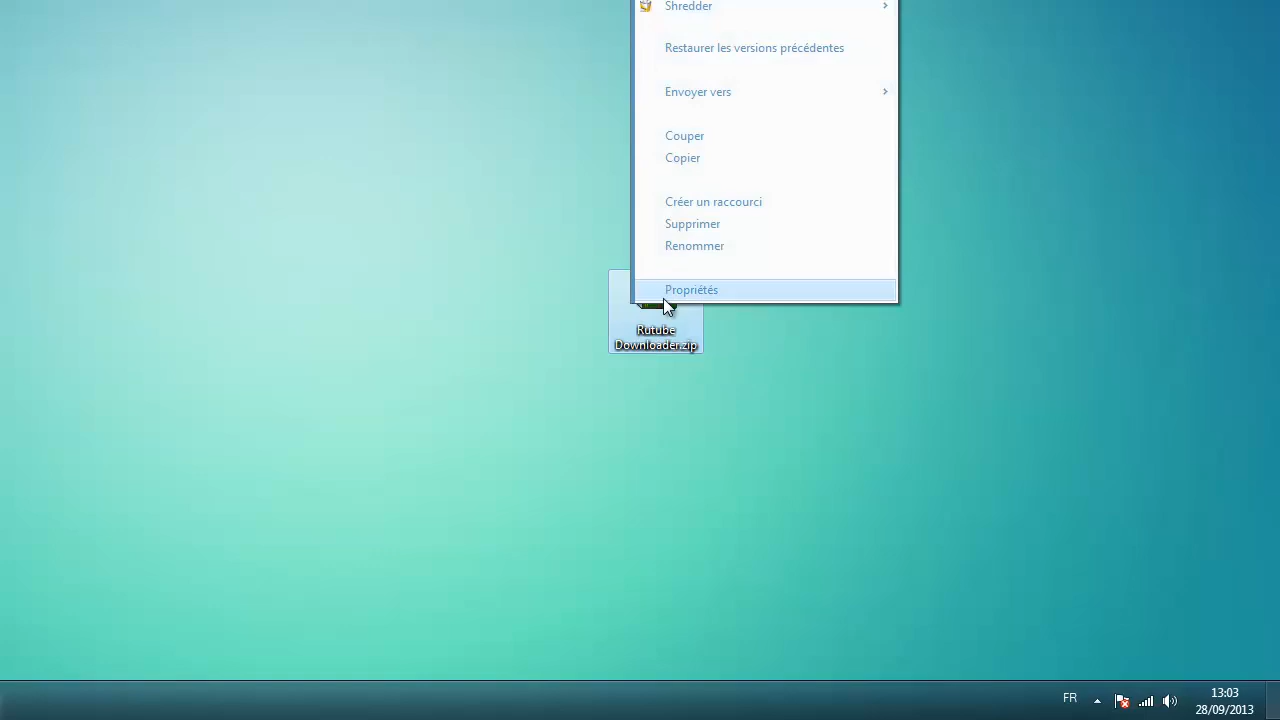 Shredder
Restaurer les versions précédentes
Envoyer vers
Couper
Copier
Créer un raccourci
Supprimer
Renommer
Propriétés
Rutube
Downloader.zip
FR
13:03
28/09/2013